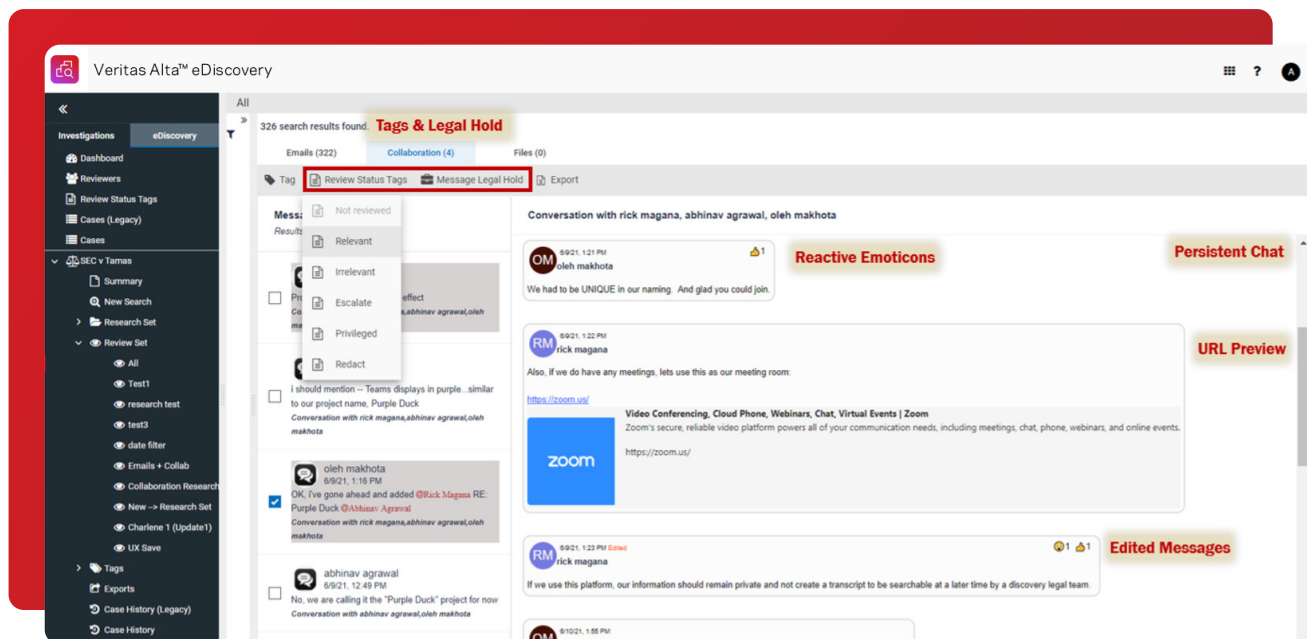 Veritas Alta™ eDiscovery
?
A
«
Investigations
eDiscovery
Dashboard
Reviewers
Review Status Tags
Cases (Legacy)
Cases
SEC v Tamas
Summary
New Search
Research Set
Review Set
All
Test1
research test
test3
date filter
Emails + Collab
Collaboration Research
New --> Research Set
Charlene 1 (Update1)
UX Save
Tags
Exports
Case History (Legacy)
Case History
All
»
326 search results found.
Tags & Legal Hold
Emails (322)
Collaboration (4)
Files (0)
Tag
Review Status Tags
Message Legal Hold
Export
Messa
Results
Not reviewed
Relevant
Irrelevant
Escalate
Privileged
Redact
Pro
effect
Co
a,abhinav agrawal,oleh
ma
i should mention -- Teams displays in purple...similar
to our project name, Purple Duck
Conversation with rick magana,abhinav agrawal,oleh
makhota
oleh makhota
6/9/21, 1:16 PM
OK, i've gone ahead and added @Rick Magana RE:
Purple Duck @Abhinav Agrawal
Conversation with rick magana,abhinav agrawal,oleh
makhota
abhinav agrawal
6/9/21, 12:49 PM
No, we are calling it the "Purple Duck" project for now
Conversation with abhinav agrawal,oleh makhota
Conversation with rick magana, abhinav agrawal, oleh makhota
OM
6/9/21, 1:21 PM
oleh makhota
1
We had to be UNIQUE in our naming. And glad you could join.
Reactive Emoticons
Persistent Chat
RM
6/9/21, 1:22 PM
rick magana
Also, if we do have any meetings, lets use this as our meeting room:
https://zoom.us/
zoom
Video Conferencing, Cloud Phone, Webinars, Chat, Virtual Events | Zoom
Zoom's secure, reliable video platform powers all of your communication needs, including meetings, chat, phone, webinars, and online events.
https://zoom.us/
URL Preview
RM
6/9/21, 1:23 PM Edited
rick magana
1
1
If we use this platform, our information should remain private and not create a transcript to be searchable at a later time by a discovery legal team.
Edited Messages
OM
6/10/21, 1:55 PM